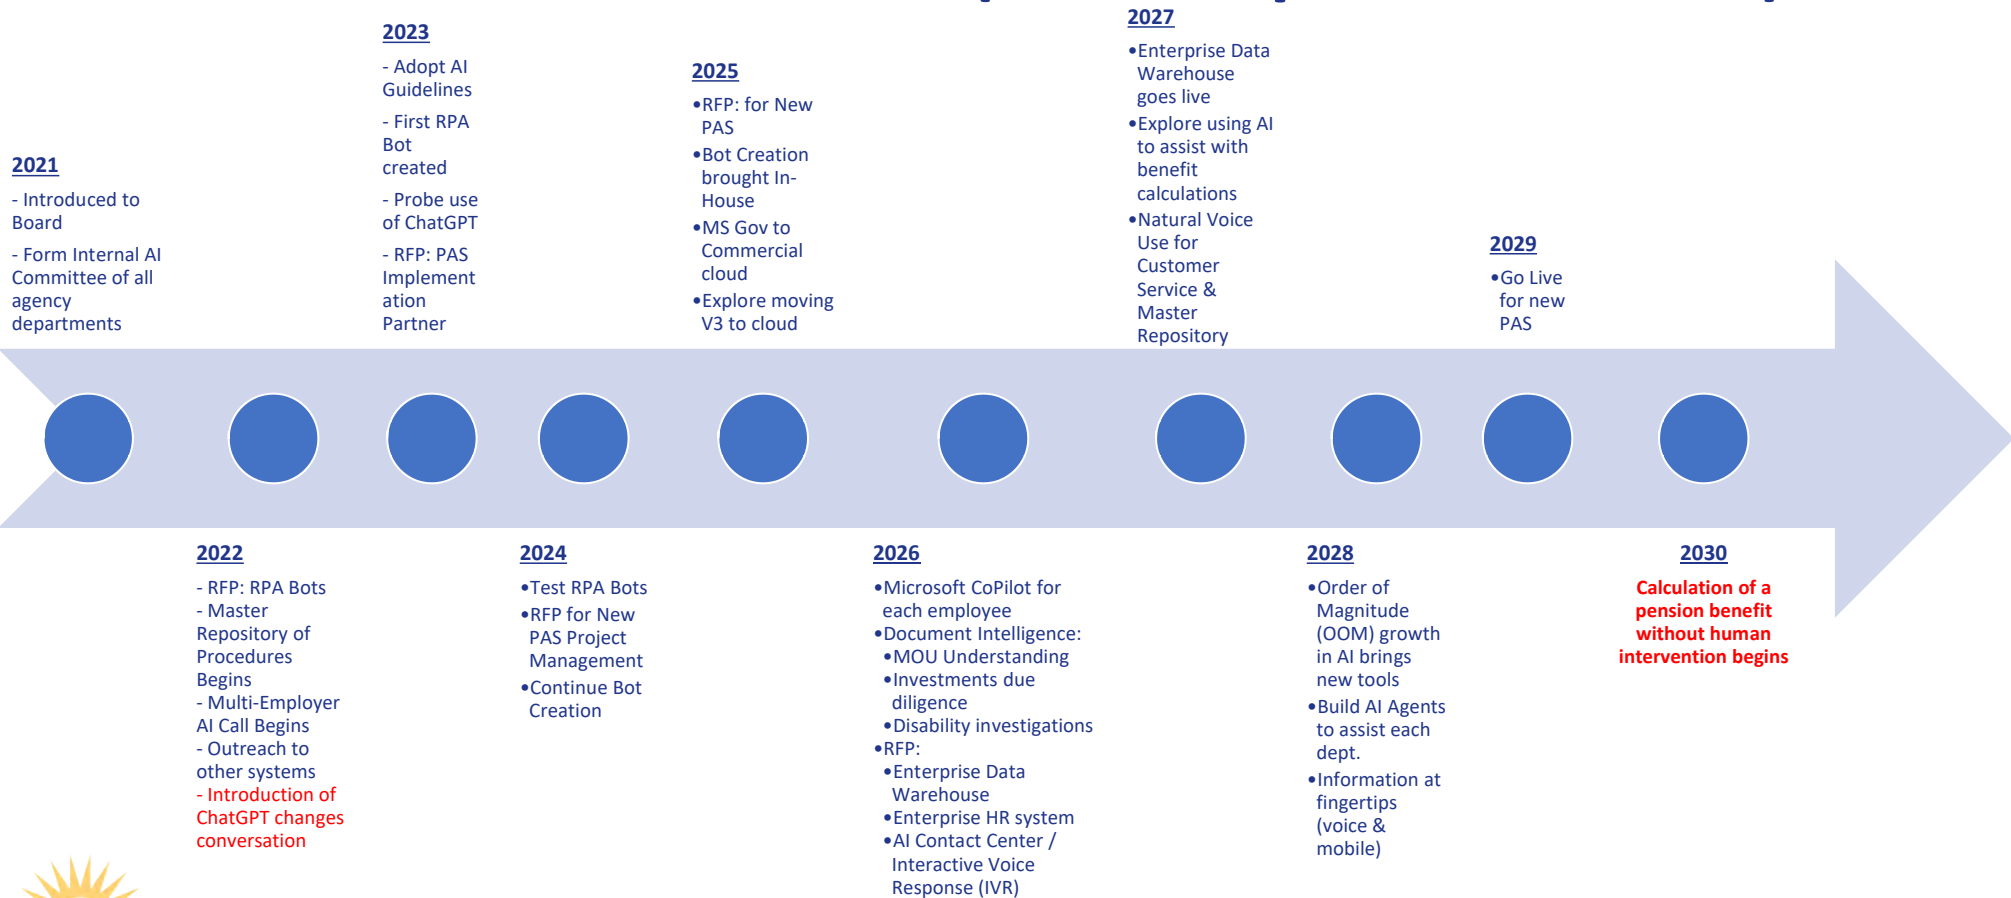 2021
- Introduced to
Board
- Form Internal AI
Committee of all
agency
departments
2022
- RFP: RPA Bots
- Master
Repository of
Procedures
Begins
- Multi-Employer
AI Call Begins
- Outreach to
other systems
- Introduction of
ChatGPT changes
conversation
2023
- Adopt AI
Guidelines
- First RPA
Bot
created
- Probe use
of ChatGPT
- RFP: PAS
Implement
ation
Partner
2024
•Test RPA Bots
•RFP for New
PAS Project
Management
•Continue Bot
Creation
2025
•RFP: for New
PAS
•Bot Creation
brought In-
House
•MS Gov to
Commercial
cloud
•Explore moving
V3 to cloud
2026
•Microsoft CoPilot for
each employee
•Document Intelligence:
•MOU Understanding
•Investments due
diligence
•Disability investigations
•RFP:
•Enterprise Data
Warehouse
•Enterprise HR system
•AI Contact Center /
Interactive Voice
Response (IVR)
2027
•Enterprise Data
Warehouse
goes live
•Explore using AI
to assist with
benefit
calculations
•Natural Voice
Use for
Customer
Service &
Master
Repository
2028
•Order of
Magnitude
(OOM) growth
in AI brings
new tools
•Build AI Agents
to assist each
dept.
•Information at
fingertips
(voice &
mobile)
2029
•Go Live
for new
PAS
2030
Calculation of a
pension benefit
without human
intervention begins